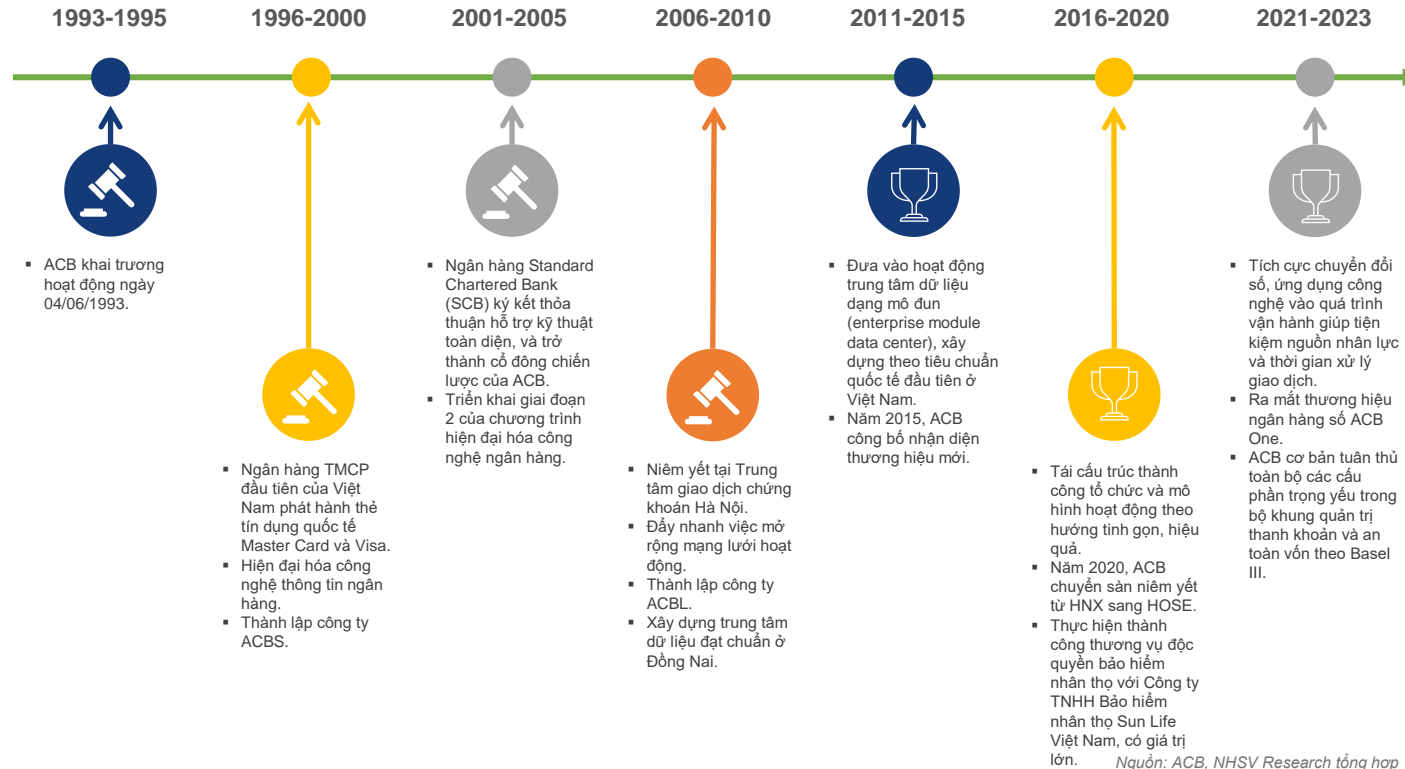 1993-1995
1996-2000
2001-2005
2006-2010
2011-2015
2016-2020
2021-2023
▪ ACB khai trương
hoạt động ngày
04/06/1993.
▪ Ngân hàng TMCP
đầu tiên của Việt
Nam phát hành thẻ
tín dụng quốc tế
Master Card và Visa.
▪ Hiện đại hóa công
nghệ thông tin ngân
hàng.
▪ Thành lập công ty
ACBS.
▪ Ngân hàng Standard
Chartered Bank
(SCB) ký kết thỏa
thuận hỗ trợ kỹ thuật
toàn diện, và trở
thành cổ đông chiến
lược của ACB.
▪ Triển khai giai đoạn
2 của chương trình
hiện đại hóa công
nghệ ngân hàng.
▪ Niêm yết tại Trung
tâm giao dịch chứng
khoán Hà Nội.
▪ Đẩy nhanh việc mở
rộng mạng lưới hoạt
động.
▪ Thành lập công ty
ACBL.
▪ Xây dựng trung tâm
dữ liệu đạt chuẩn ở
Đồng Nai.
▪ Đưa vào hoạt động
trung tâm dữ liệu
dạng mô đun
(enterprise module
data center), xây
dựng theo tiêu chuẩn
quốc tế đầu tiên ở
Việt Nam.
▪ Năm 2015, ACB
công bố nhận diện
thương hiệu mới.
▪ Tái cấu trúc thành
công tổ chức và mô
hình hoạt động theo
hướng tinh gọn, hiệu
quả.
▪ Năm 2020, ACB
chuyển sàn niêm yết
từ HNX sang HOSE.
▪ Thực hiện thành
công thương vụ độc
quyền bảo hiểm
nhân thọ với Công ty
TNHH Bảo hiểm
nhân thọ Sun Life
Việt Nam, có giá trị
lớn.
▪ Tích cực chuyển đổi
số, ứng dụng công
nghệ vào quá trình
vận hành giúp tiện
kiệm nguồn nhân lực
và thời gian xử lý
giao dịch.
▪ Ra mắt thương hiệu
ngân hàng số ACB
One.
▪ ACB cơ bản tuân thủ
toàn bộ các cấu
phần trọng yếu trong
bộ khung quản trị
thanh khoản và an
toàn vốn theo Basel
III.
Nguồn: ACB, NHSV Research tổng hợp